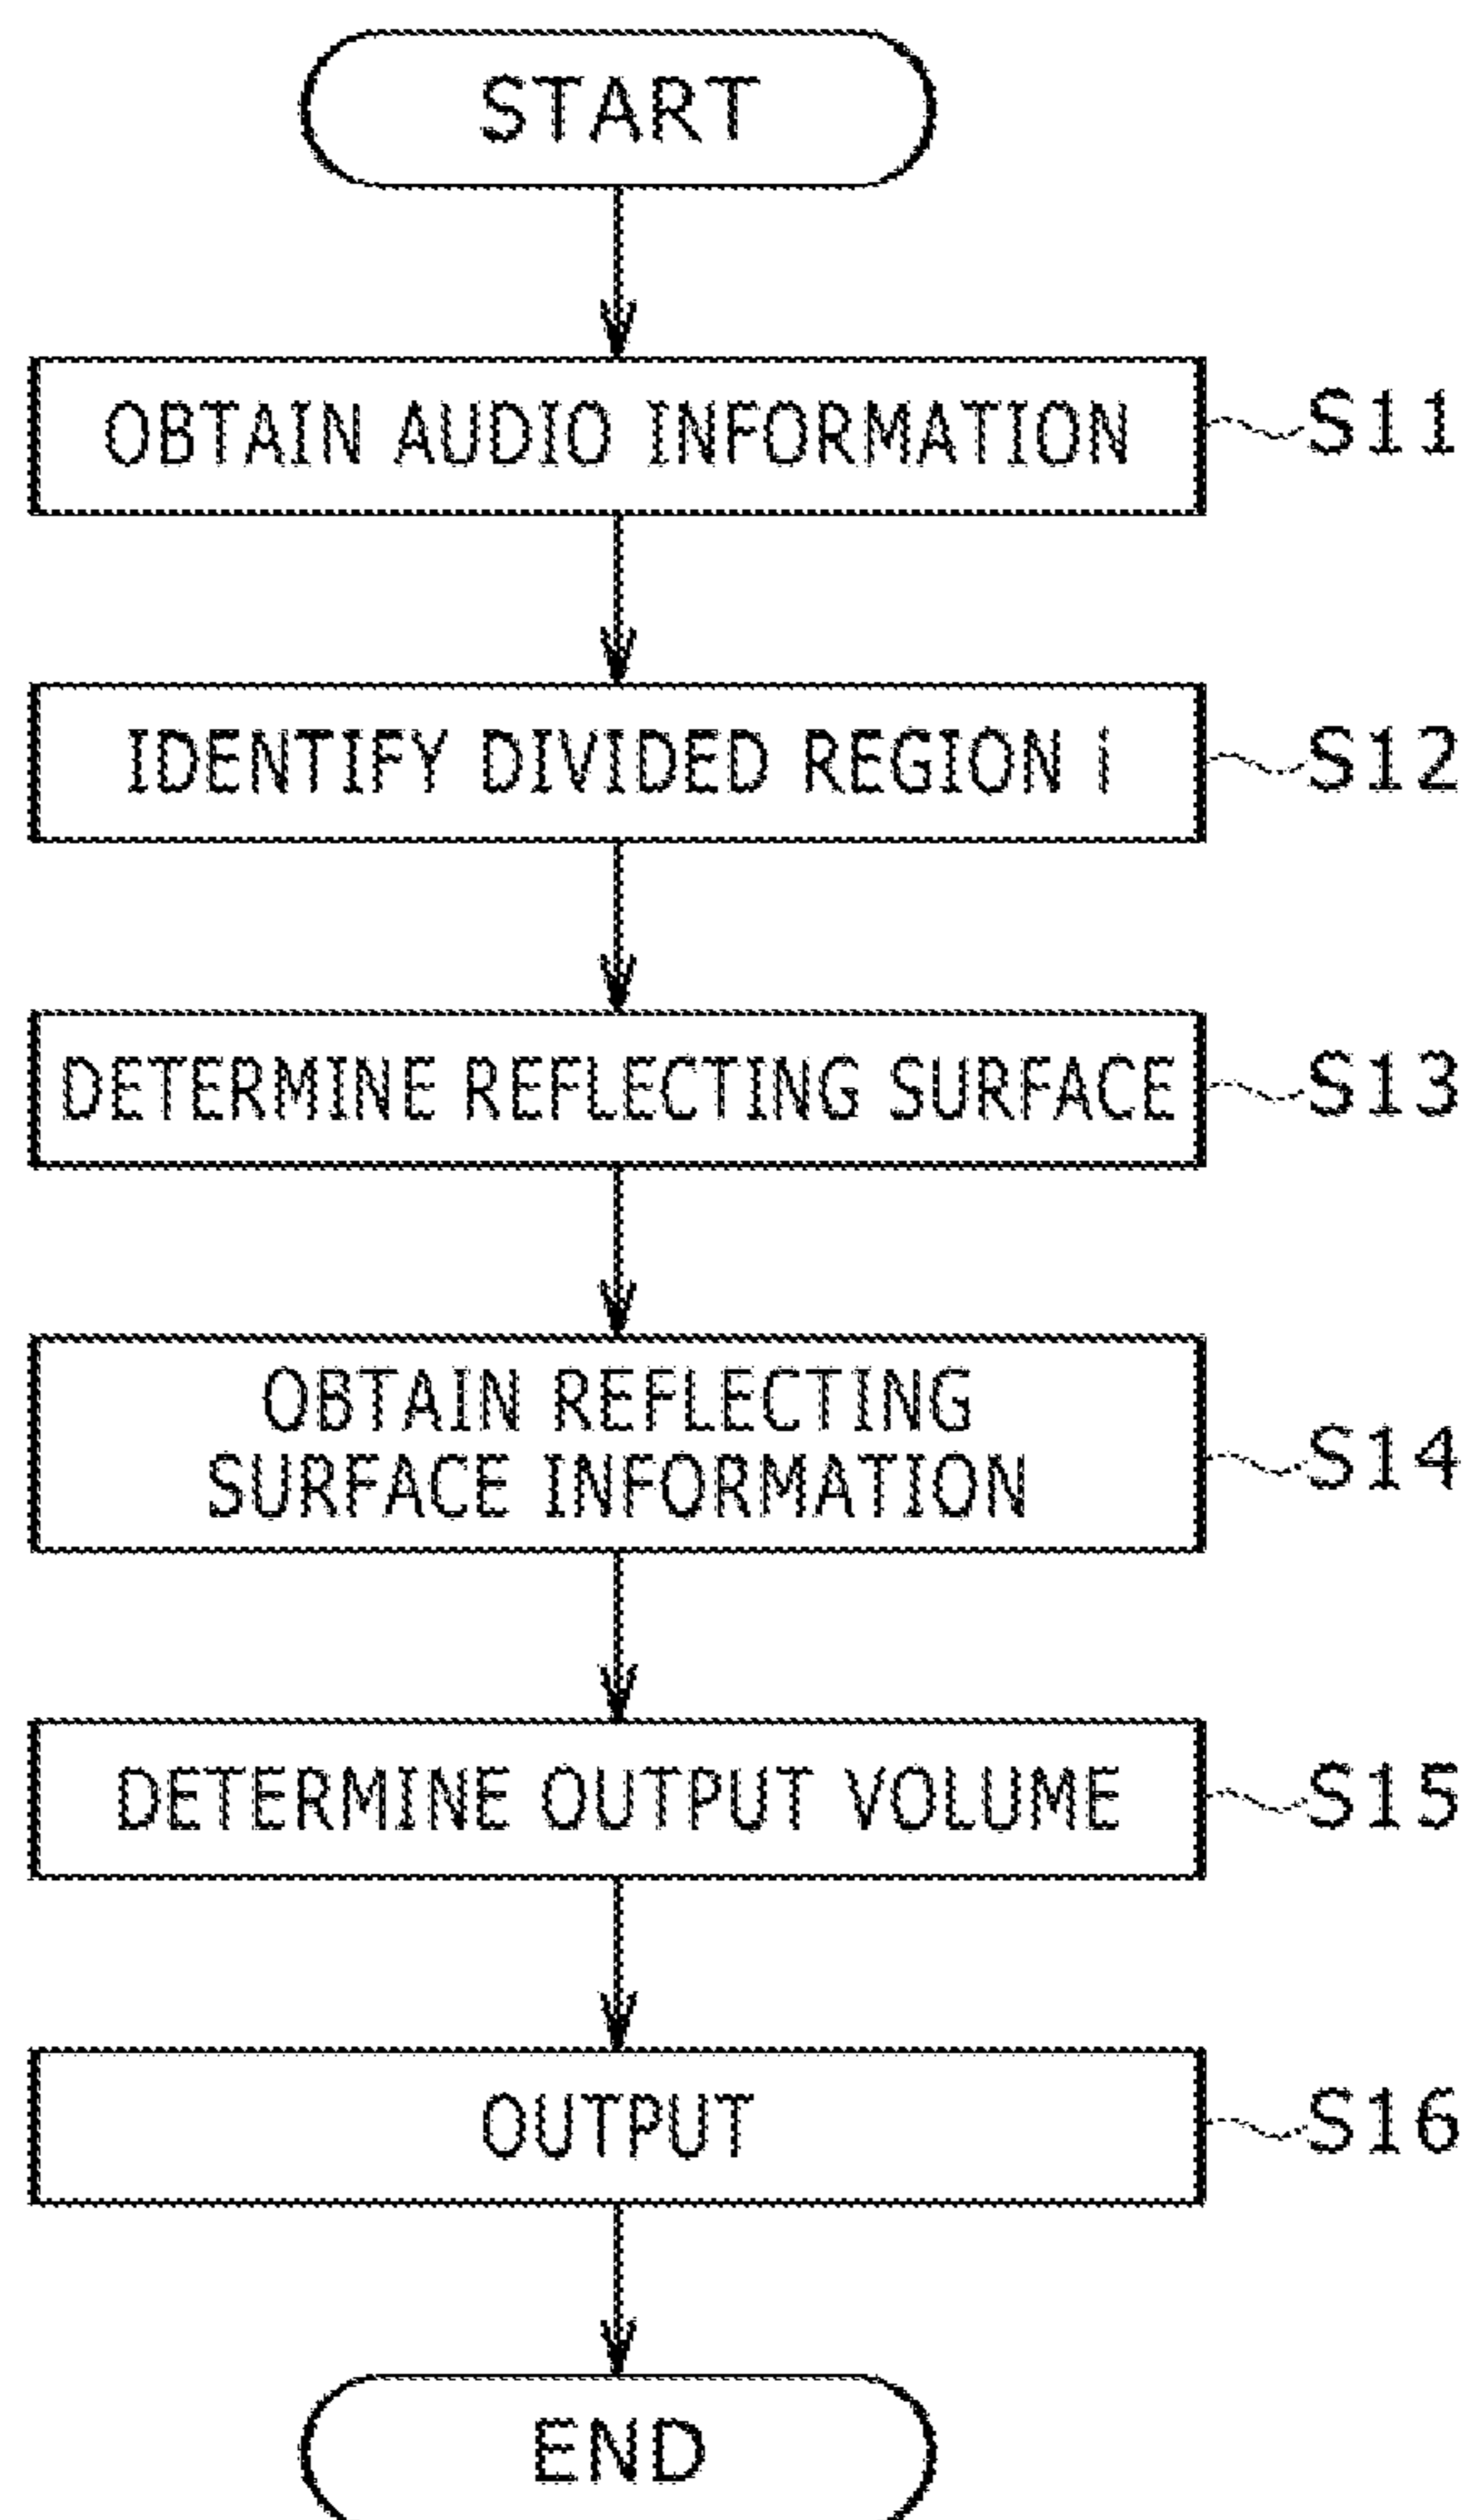 START
OBTAIN AUDIO INFORMATION
S11
IDENTIFY DIVIDED REGION i
S12
DETERMINE REFLECTING SURFACE
S13
OBTAIN REFLECTING
SURFACE INFORMATION
S14
DETERMINE OUTPUT VOLUME
S15
OUTPUT
S16
END